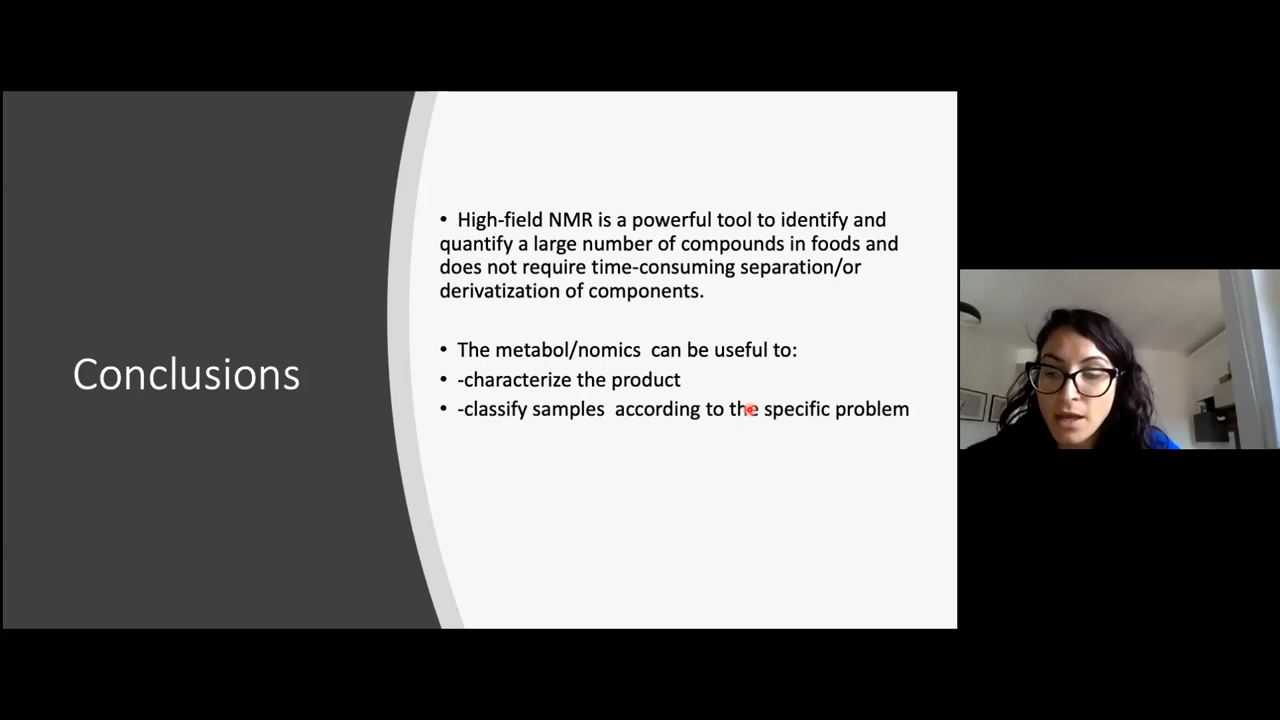 Conclusions
• High-field NMR is a powerful tool to identify and
quantify a large number of compounds in foods and
does not require time-consuming separation/or
derivatization of components.
• The metabol/nomics  can be useful to:
• -characterize the product
• -classify samples  according to the specific problem